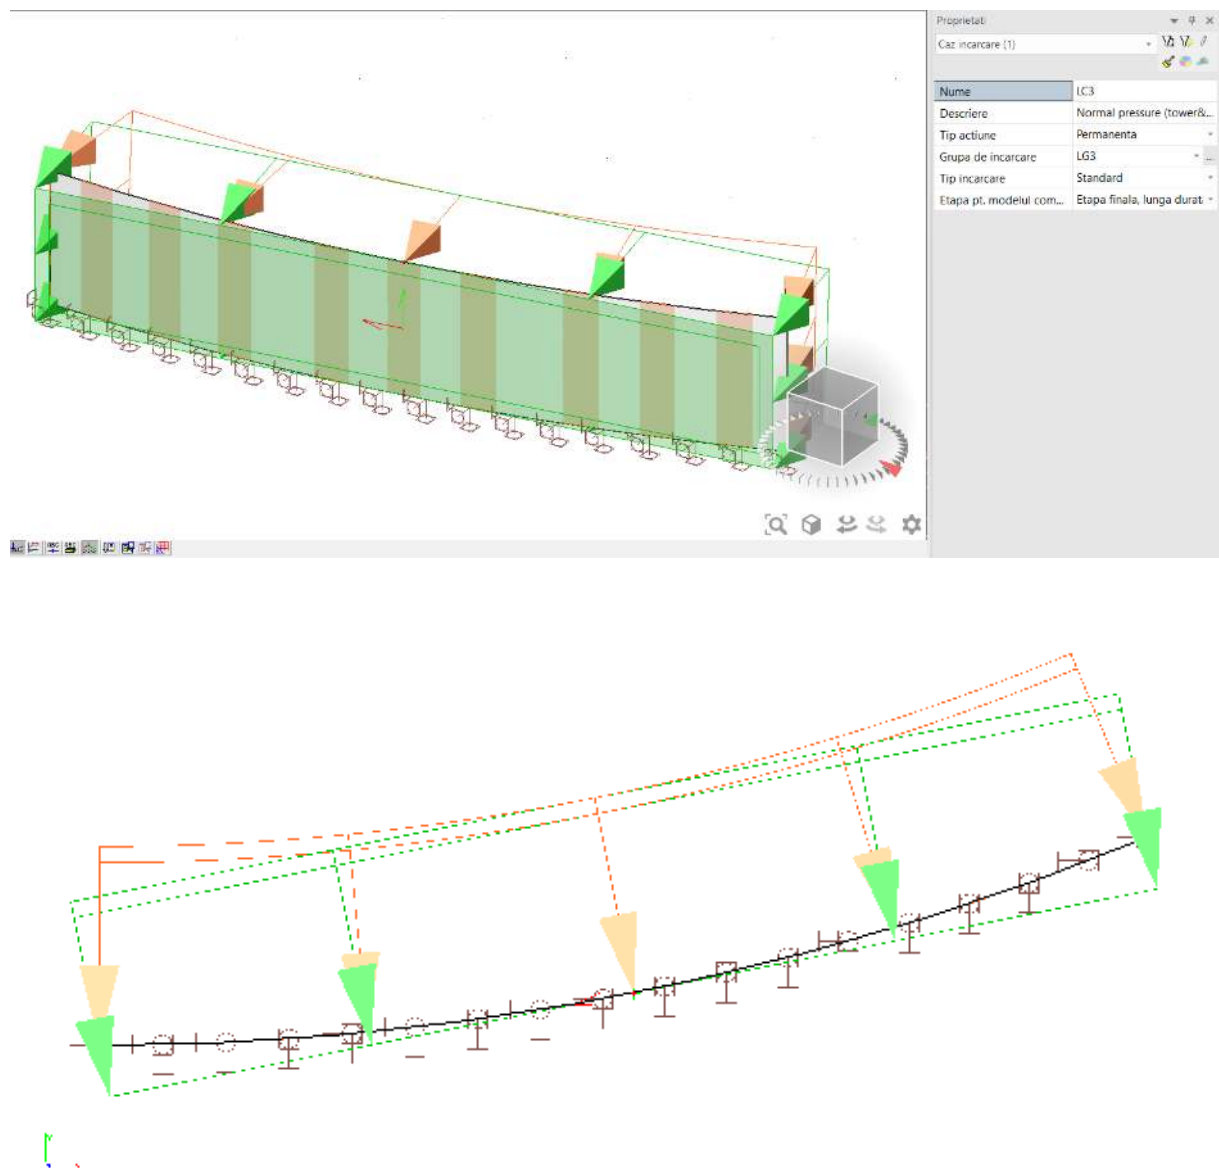 Proprietati
Caz incarcare (1)
Nume LC3
Descriere Normal pressure (tower&...
Tip actiune Permanenta
Grupa de incarcare LG3
Tip incarcare Standard
Etapa pt. modelul com... Etapa finala, lunga durat